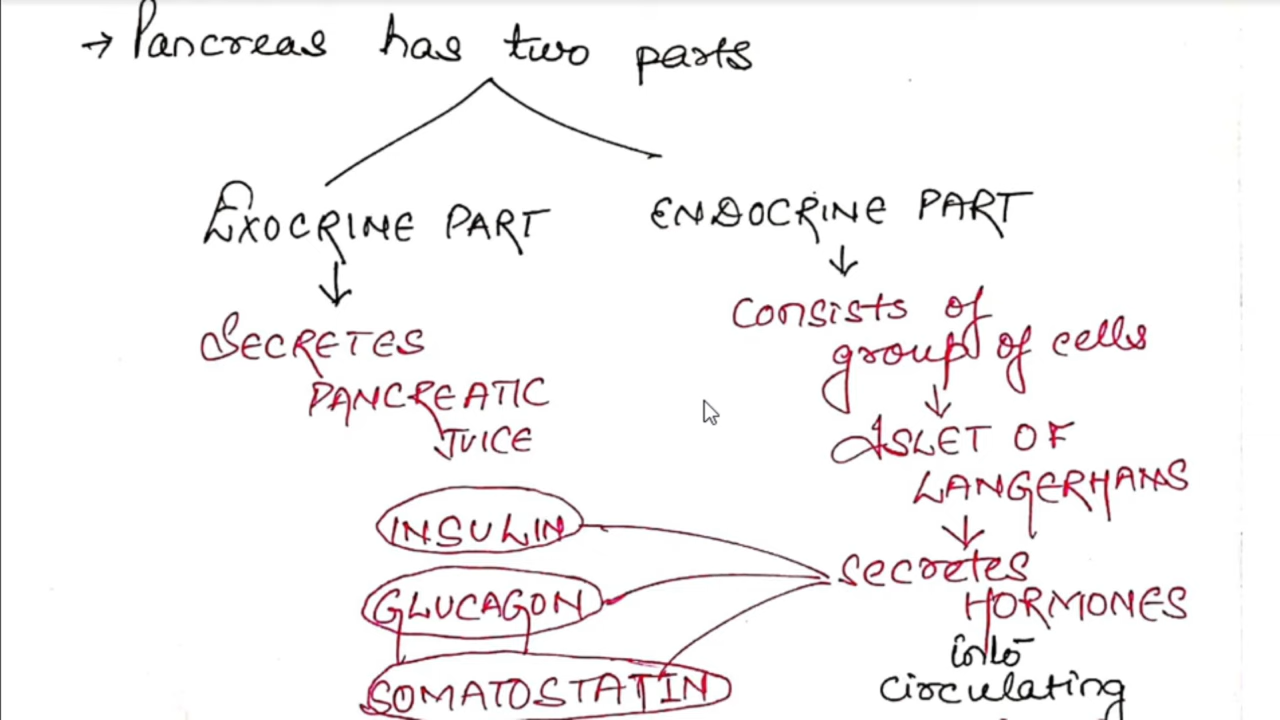 → Pancreas has two parts
EXOCRINE PART
↓
SECRETES
PANCREATIC
JUICE
ENDOCRINE PART
↓
consists of
group of cells
↓
ISLET OF
LANGERHANS
↓
secretes
HORMONES
into
circulating
INSULIN
GLUCAGON
SOMATOSTATIN